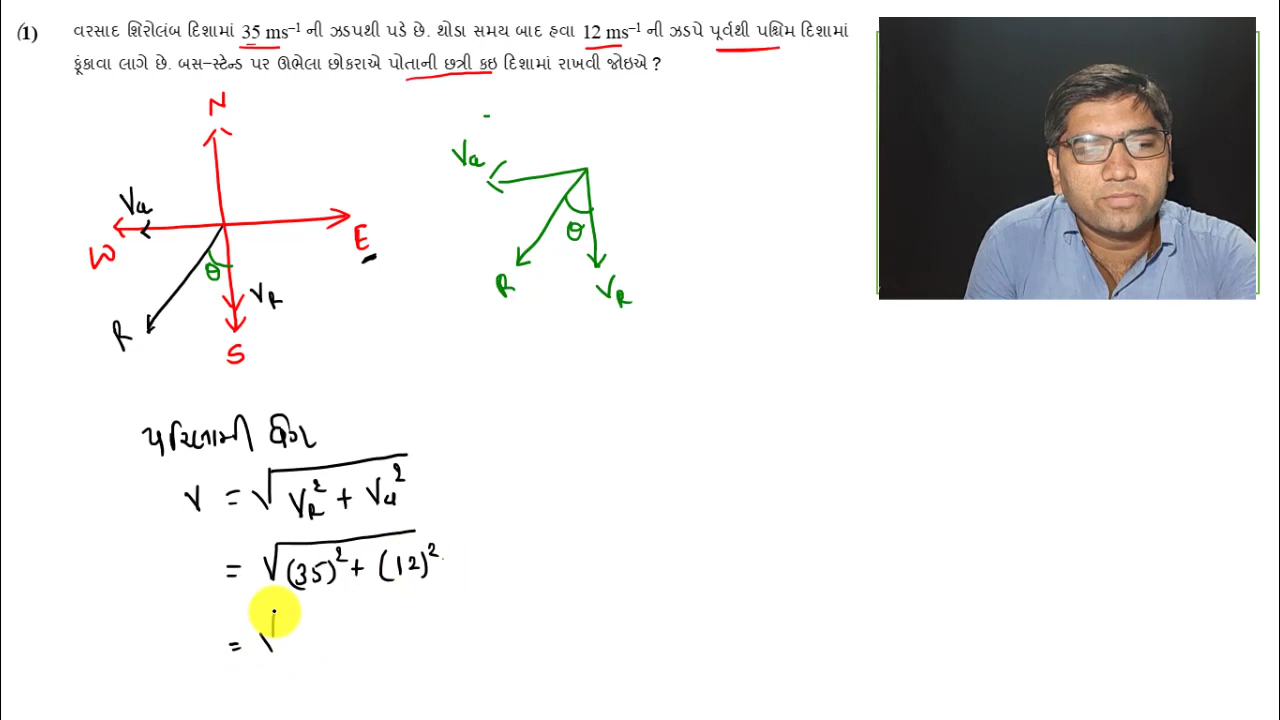 (1) વરસાદ શિરોલંબ દિશામાં 35 ms⁻¹ ની ઝડપથી પડે છે. થોડા સમય બાદ હવા 12 ms⁻¹ ની ઝડપે પૂર્વથી પશ્ચિમ દિશામાં
ફૂંકાવા લાગે છે. બસ-સ્ટેન્ડ પર ઊભેલા છોકરાએ પોતાની છત્રી કઇ દિશામાં રાખવી જોઇએ ?
N
Va
W
E
θ
VR
R
S
Va
θ
R
VR
પરિણામી વેગ
v = √VR² + Va²
= √(35)² + (12)²
= √